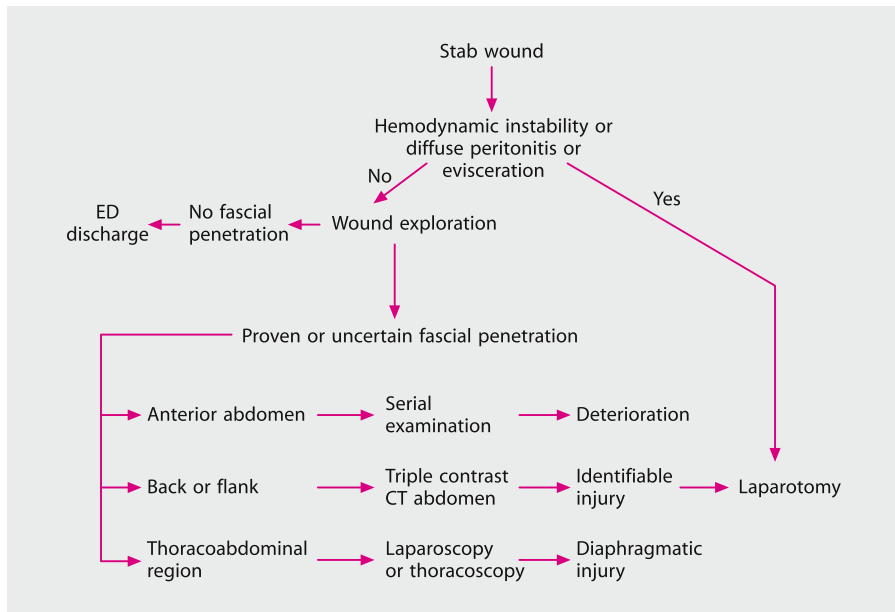 Stab wound
Hemodynamic instability or
diffuse peritonitis or
evisceration
No
Yes
ED
discharge
No fascial
penetration
Wound exploration
Proven or uncertain fascial penetration
Anterior abdomen
Serial
examination
Deterioration
Back or flank
Triple contrast
CT abdomen
Identifiable
injury
Laparotomy
Thoracoabdominal
region
Laparoscopy
or thoracoscopy
Diaphragmatic
injury